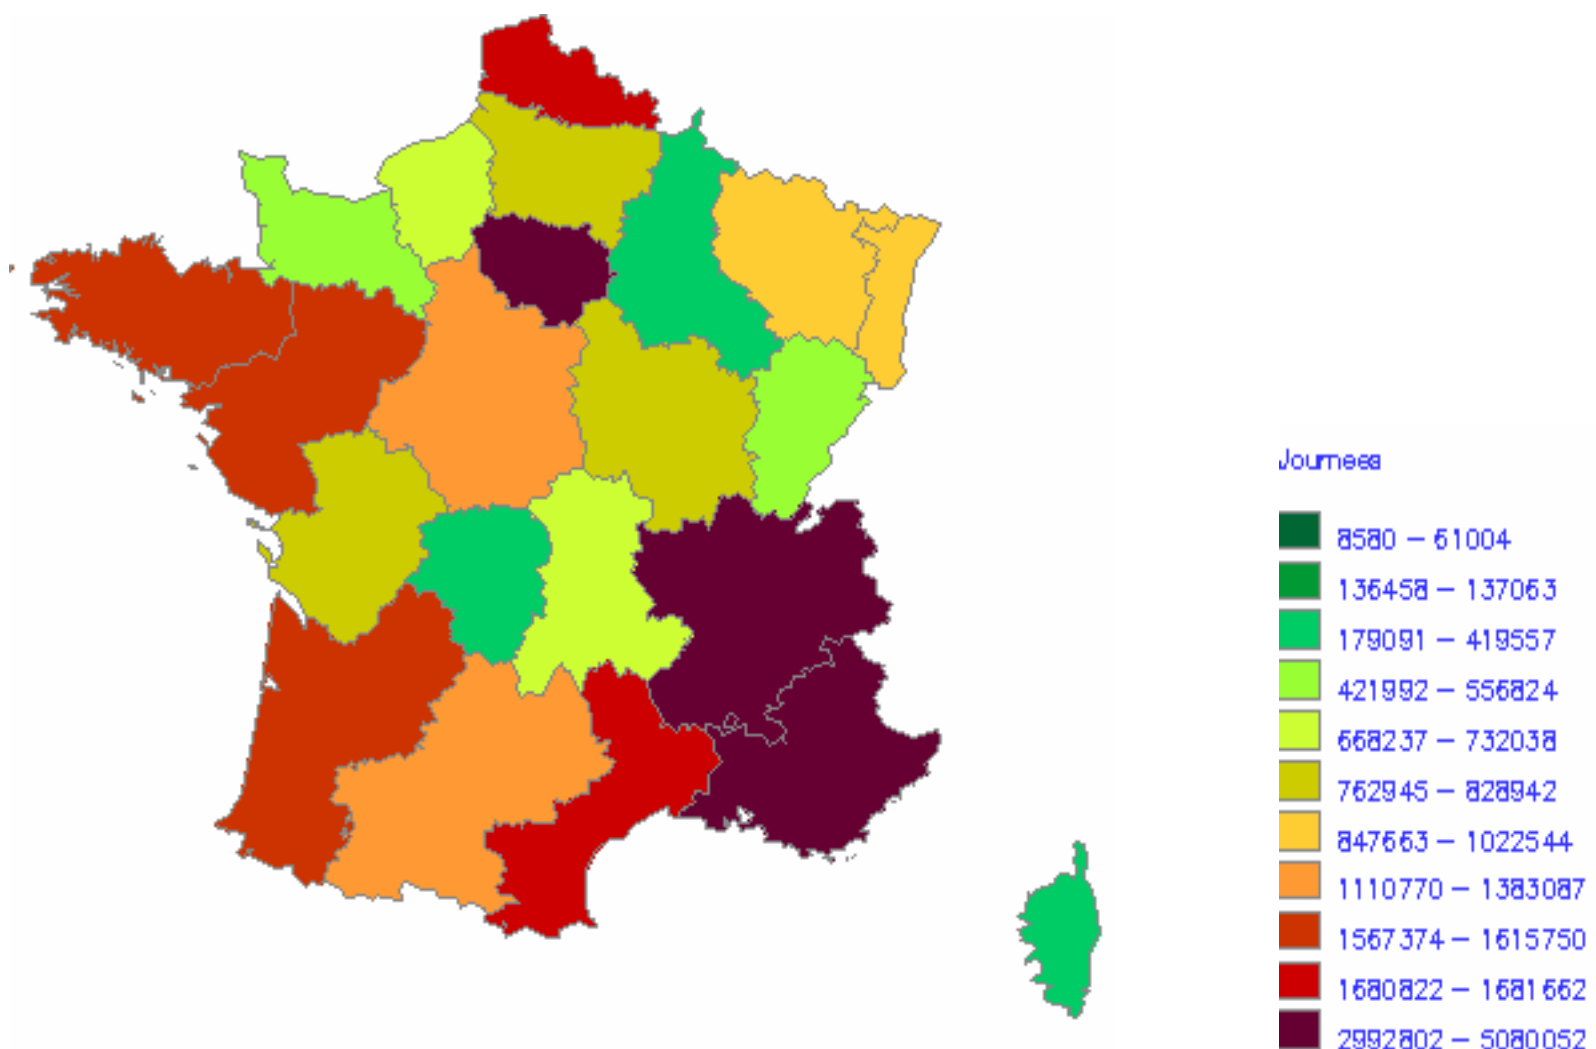 Journees
8580 – 61004
136458 – 137063
179091 – 419557
421992 – 556824
668237 – 732038
762945 – 828942
847663 – 1022544
1110770 – 1383087
1567374 – 1615750
1680822 – 1681662
2992802 – 5080052